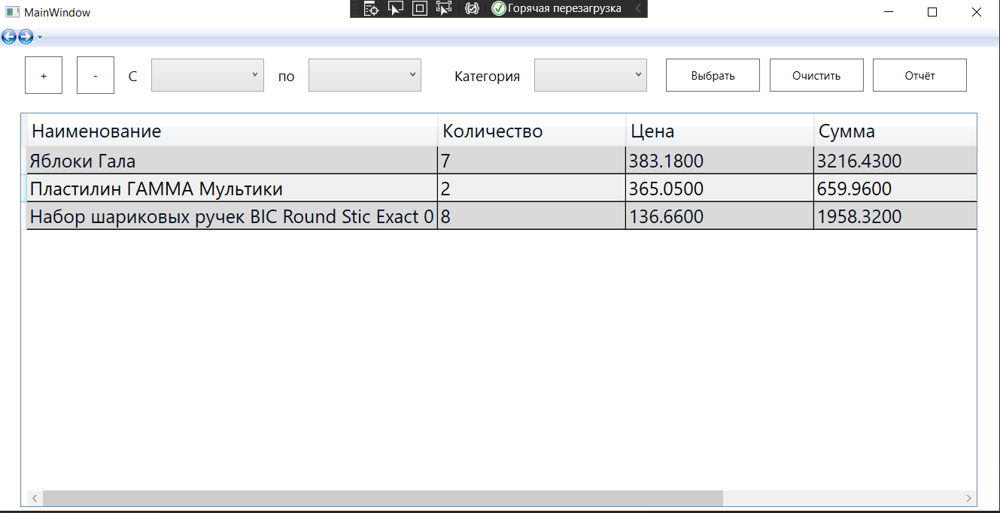 MainWindow
Горячая перезагрузка
+ - С по Категория Выбрать Очистить Отчёт
Наименование Количество Цена Сумма
Яблоки Гала 7 383.1800 3216.4300
Пластилин ГАММА Мультики 2 365.0500 659.9600
Набор шариковых ручек BIC Round Stic Exact 0 8 136.6600 1958.3200